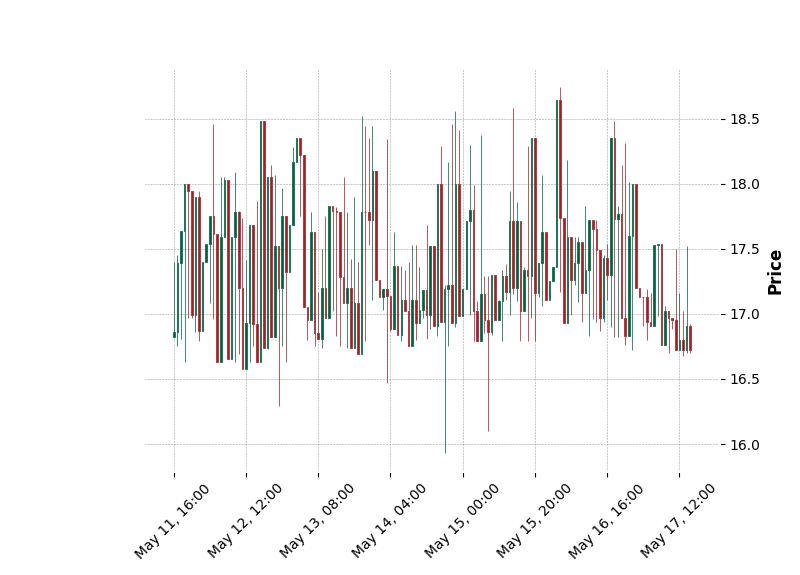 18.5
18.0
17.5
17.0
16.5
16.0
Price
May 11, 16:00
May 12, 12:00
May 13, 08:00
May 14, 04:00
May 15, 00:00
May 15, 20:00
May 16, 16:00
May 17, 12:00